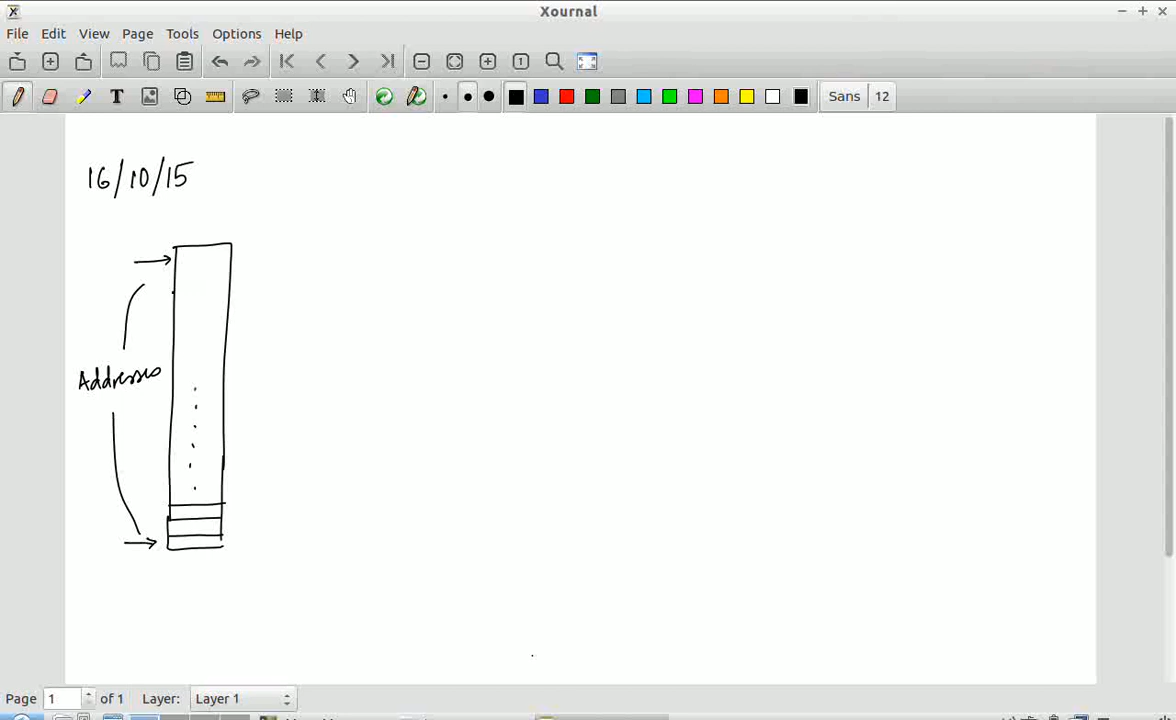 Xournal
File Edit View Page Tools Options Help
Sans 12
16/10/15
Addresses
Page 1 of 1 Layer: Layer 1